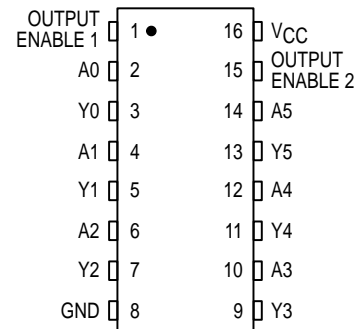 OUTPUT
ENABLE 1 1 16 VCC
A0 2 15 OUTPUT
ENABLE 2
Y0 3 14 A5
A1 4 13 Y5
Y1 5 12 A4
A2 6 11 Y4
Y2 7 10 A3
GND 8 9 Y3